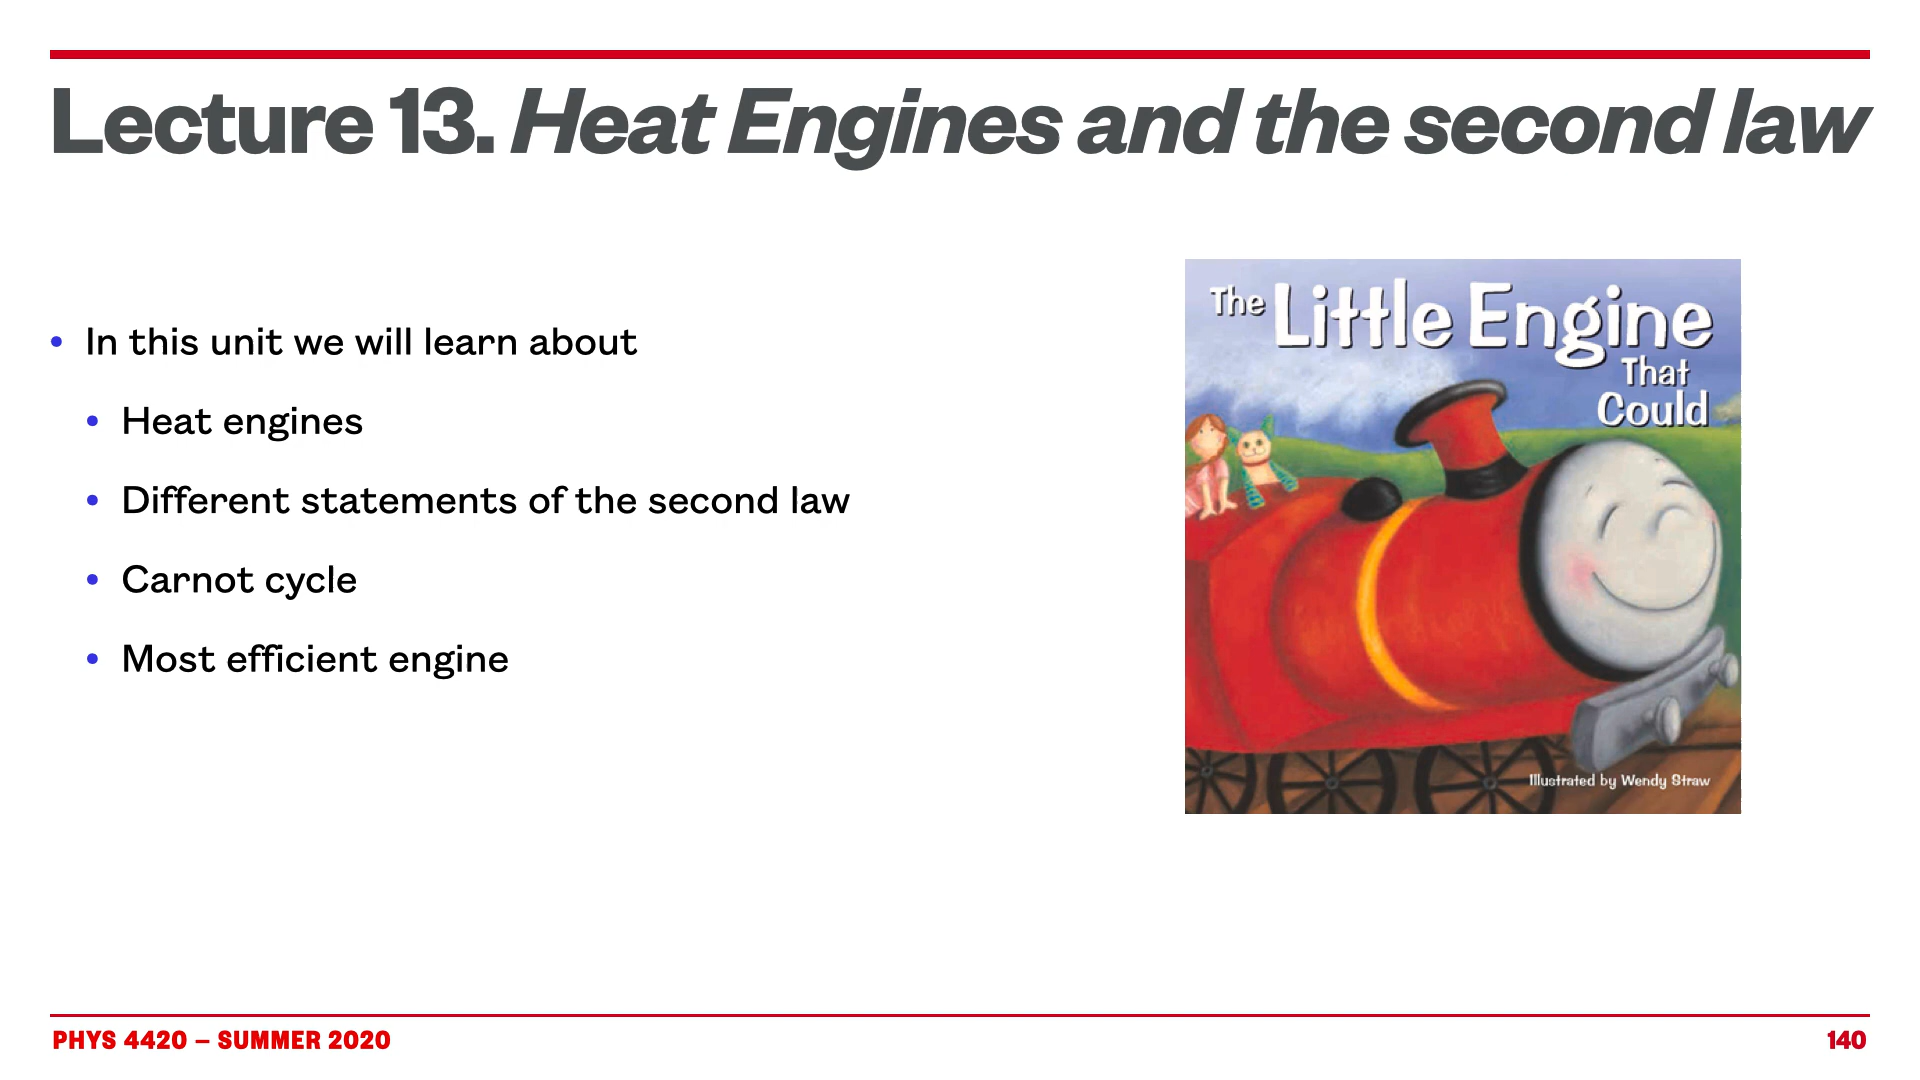 Lecture 13. Heat Engines and the second law
• In this unit we will learn about
• Heat engines
• Different statements of the second law
• Carnot cycle
• Most efficient engine
The Little Engine
That
Could
Illustrated by Wendy Straw
PHYS 4420 – SUMMER 2020
140